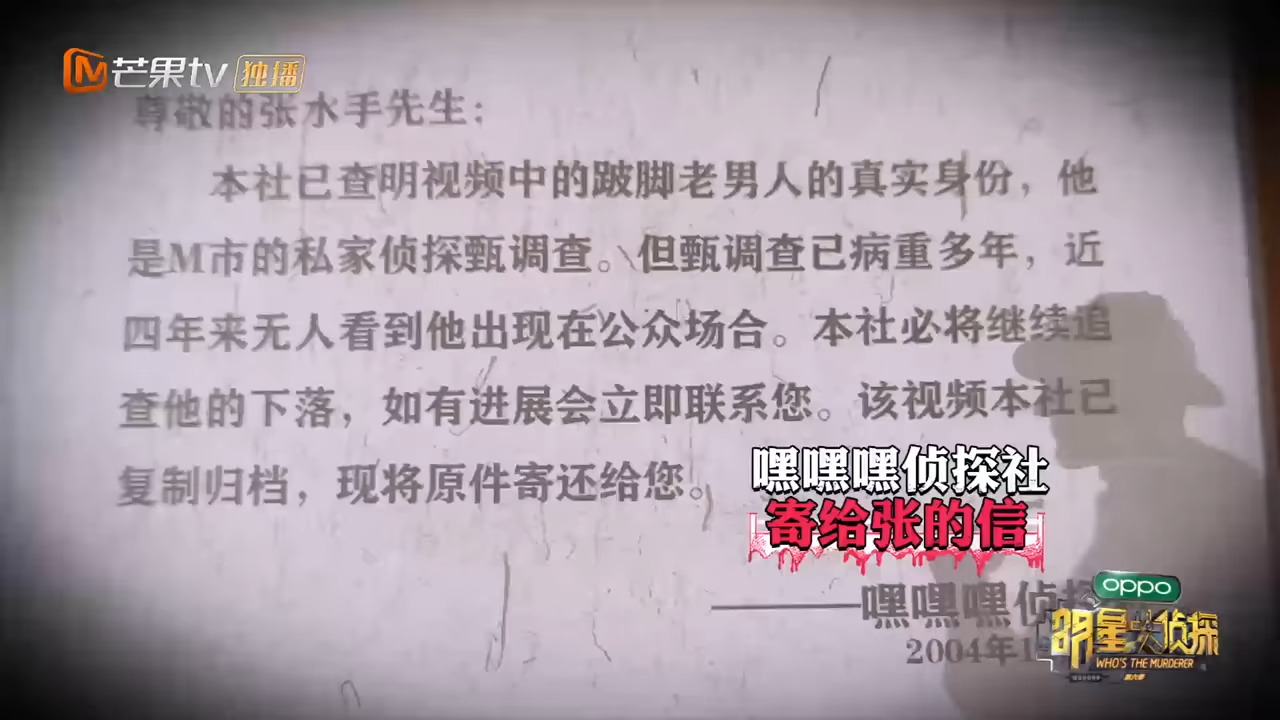 芒果tv 独播
尊敬的张水手先生：
本社已查明视频中的跛脚老男人的真实身份，他
是M市的私家侦探甄调查。但甄调查已病重多年，近
四年来无人看到他出现在公众场合。本社必将继续追
查他的下落，如有进展会立即联系您。该视频本社已
复制归档，现将原件寄还给您。
嘿嘿嘿侦探社
寄给张的信
——嘿嘿嘿侦
2004年1
oppo
明星大侦探
WHO'S THE MURDERER
第六季